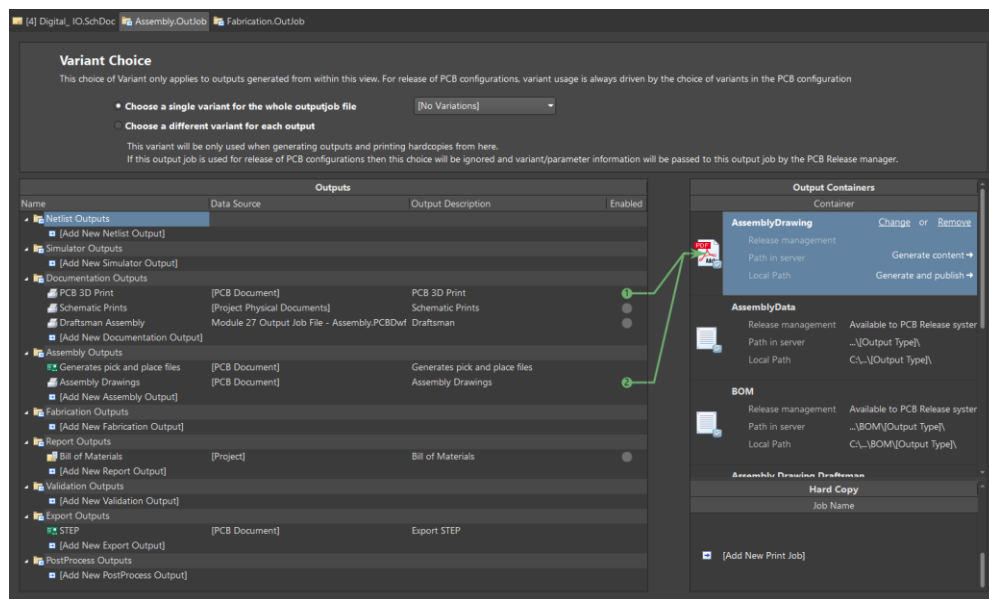 [4] Digital_ IO.SchDoc Assembly.OutJob Fabrication.OutJob
Variant Choice
This choice of Variant only applies to outputs generated from within this view. For release of PCB configurations, variant usage is always driven by the choice of variants in the PCB configuration
Choose a single variant for the whole outputjob file [No Variations]
Choose a different variant for each output
This variant will be only used when generating outputs and printing hardcopies from here.
If this output job is used for release of PCB configurations then this choice will be ignored and variant/parameter information will be passed to this output job by the PCB Release manager.
Outputs
Name Data Source Output Description Enabled
Netlist Outputs
[Add New Netlist Output]
Simulator Outputs
[Add New Simulator Output]
Documentation Outputs
PCB 3D Print [PCB Document] PCB 3D Print 1
Schematic Prints [Project Physical Documents] Schematic Prints
Draftsman Assembly Module 27 Output Job File - Assembly.PCBDwf Draftsman
[Add New Documentation Output]
Assembly Outputs
Generates pick and place files [PCB Document] Generates pick and place files
Assembly Drawings [PCB Document] Assembly Drawings 2
[Add New Assembly Output]
Fabrication Outputs
[Add New Fabrication Output]
Report Outputs
Bill of Materials [Project] Bill of Materials
[Add New Report Output]
Validation Outputs
[Add New Validation Output]
Export Outputs
STEP [PCB Document] Export STEP
[Add New Export Output]
PostProcess Outputs
[Add New PostProcess Output]
Output Containers
Container
AssemblyDrawing Change or Remove
Release management
PDF
Path in server Generate content
Local Path Generate and publish
AssemblyData
Release management Available to PCB Release syster
Path in server ...\[Output Type]\
Local Path C:\...\[Output Type]\
BOM
Release management Available to PCB Release syster
Path in server ...\BOM\[Output Type]\
Local Path C:\...\BOM\[Output Type]\
Assembly Drawing Draftsman
Hard Copy
Job Name
[Add New Print Job]